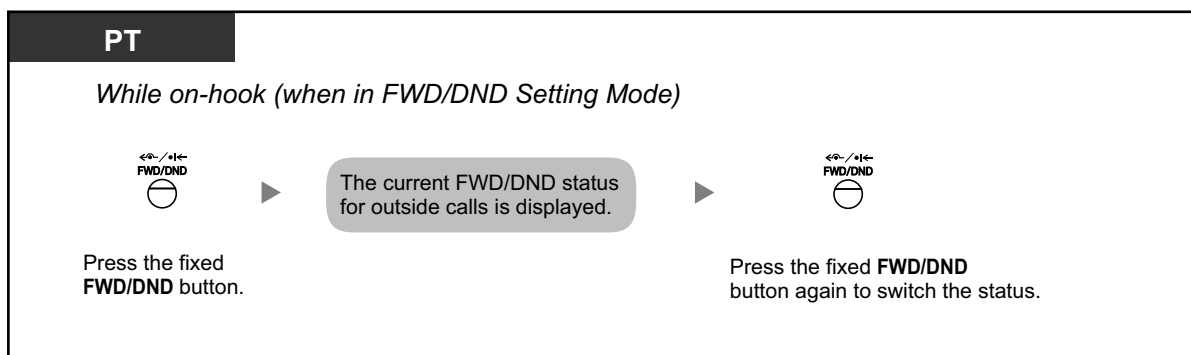 PT
While on-hook (when in FWD/DND Setting Mode)
FWD/DND
The current FWD/DND status
for outside calls is displayed.
FWD/DND
Press the fixed
FWD/DND button.
Press the fixed FWD/DND
button again to switch the status.